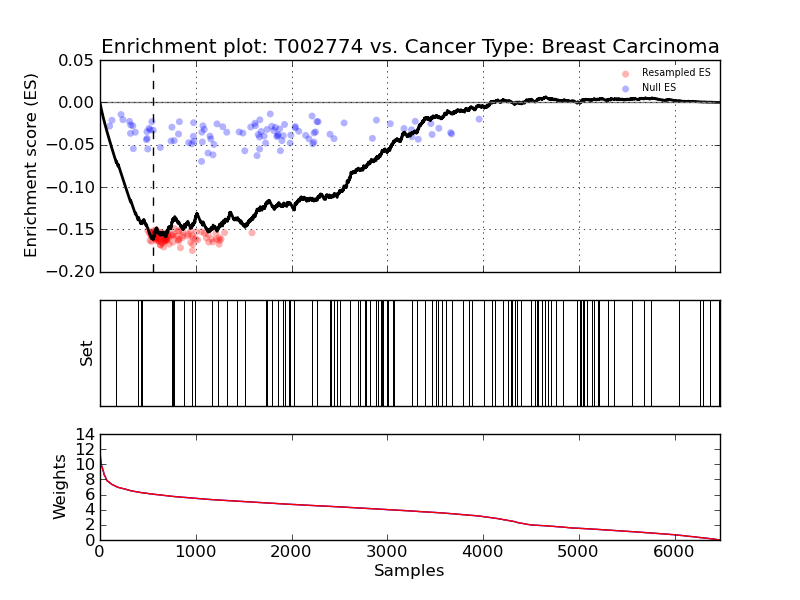 Enrichment plot: T002774 vs. Cancer Type: Breast Carcinoma
Enrichment score (ES)
0.05
0.00
−0.05
−0.10
−0.15
−0.20
Resampled ES
Null ES
Set
Weights
14
12
10
8
6
4
2
0
0 1000 2000 3000 4000 5000 6000
Samples